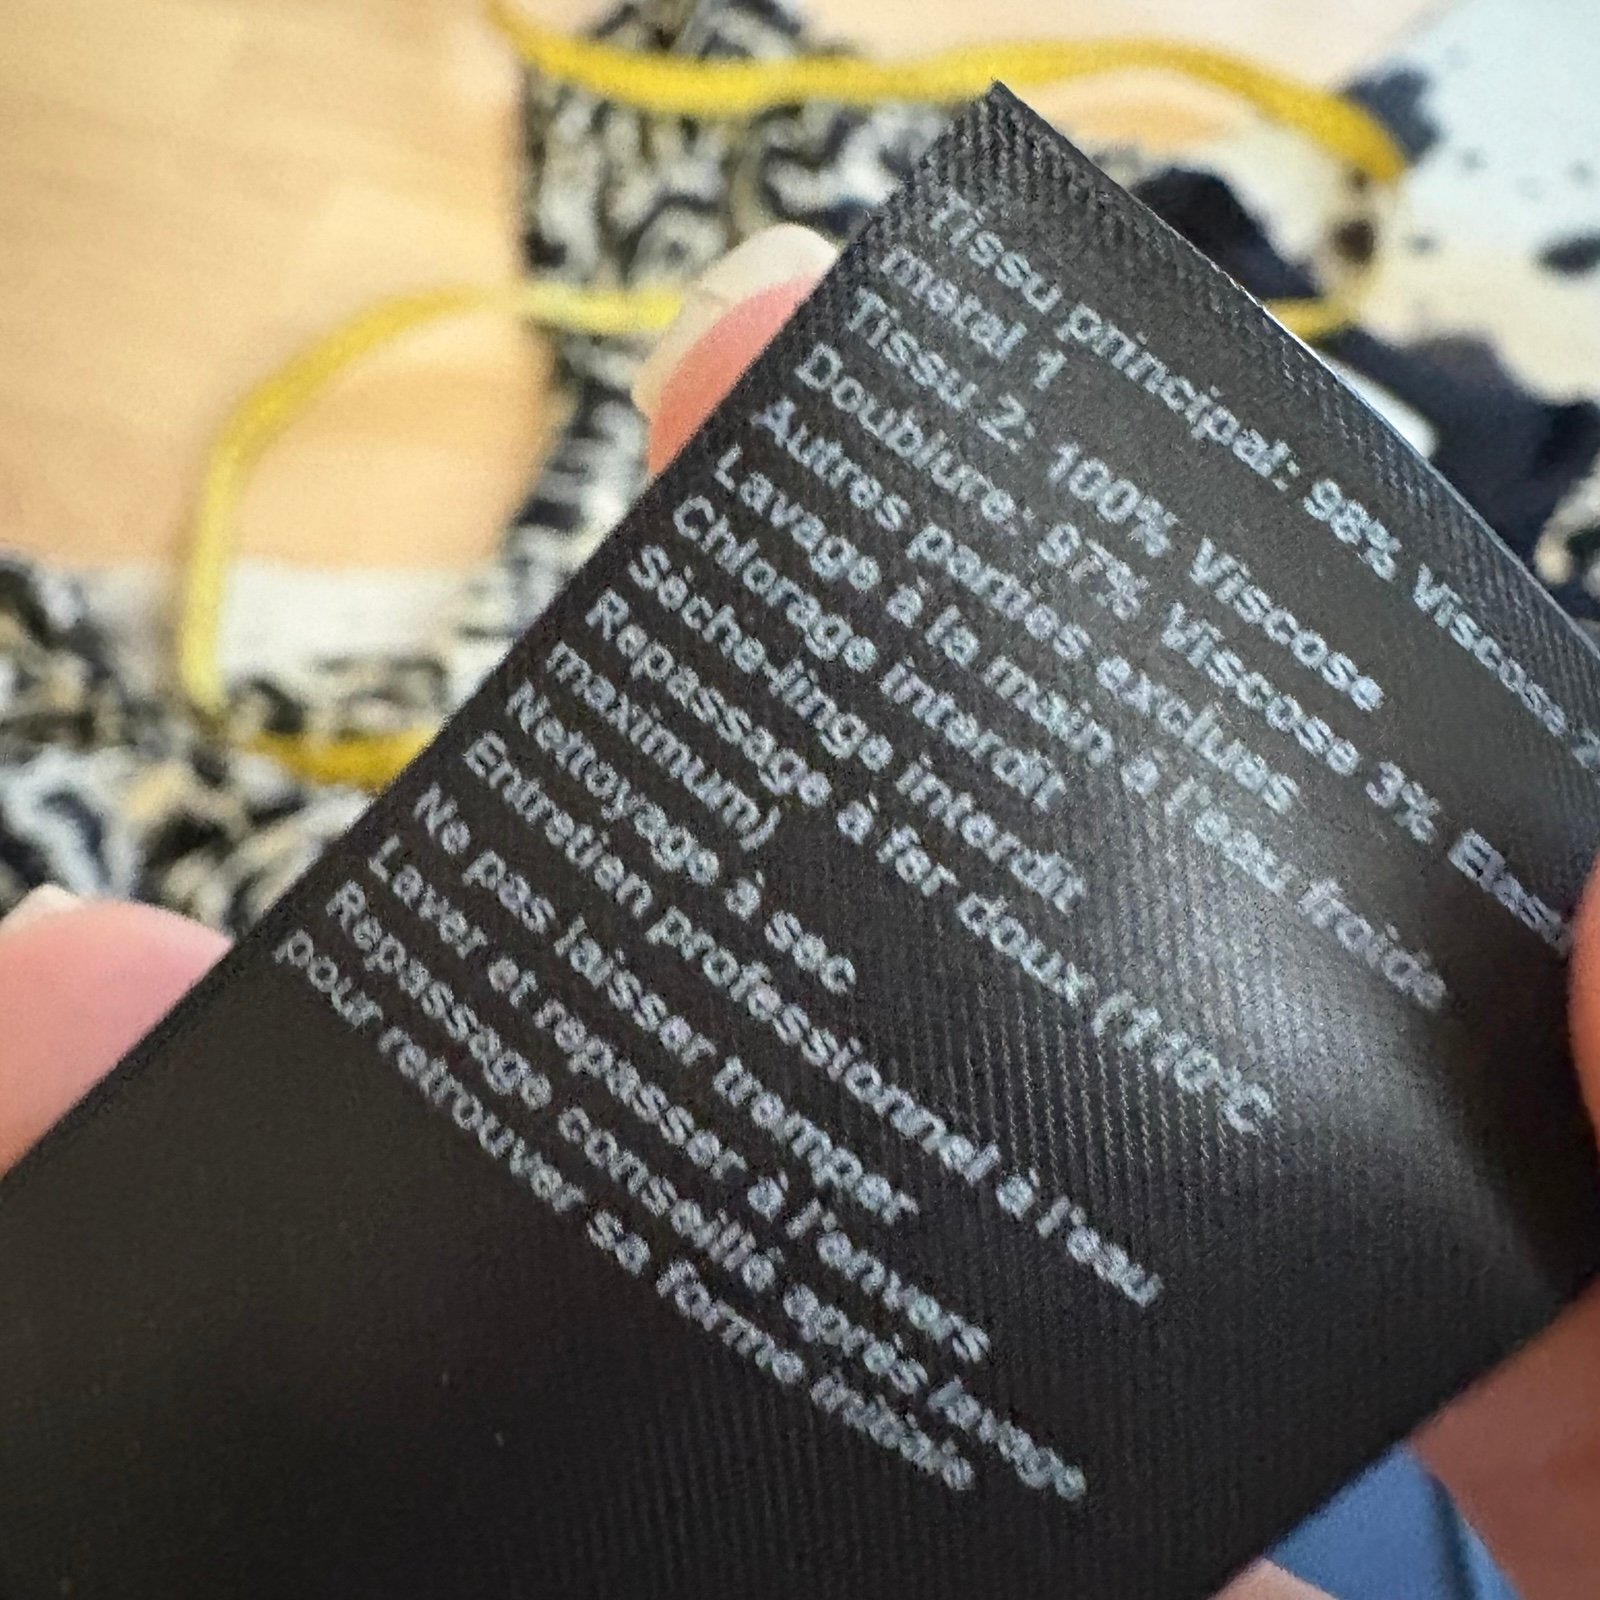 Tissu principal: 98% Viscose 2%
métal 1
Tissu 2: 100% Viscose
Doublure: 97% Viscose 3% Elas
Autres parties exclues
Lavage à la main à l'eau froide
Chlorage interdit
Sèche-linge interdit
Repassage à fer doux (110°C
maximum)
Nettoyage à sec
Entretien professionnel à l'eau
Ne pas laisser tremper
Laver et repasser à l'envers
Repassage conseillé après lavage
pour retrouver sa forme initiale